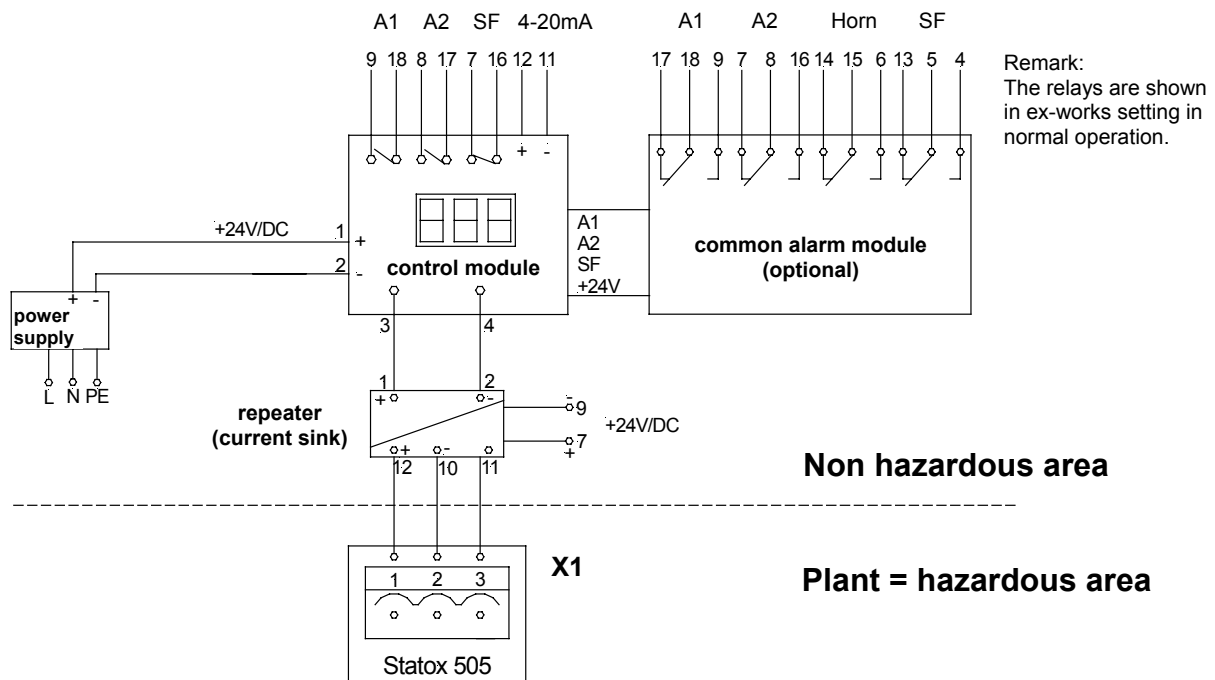 A1 A2 SF 4-20mA
9 18 8 17 7 16 12 11
+ -
A1 A2 Horn SF
17 18 9 7 8 16 14 15 6 13 5 4
Remark:
The relays are shown
in ex-works setting in
normal operation.
+24V/DC 1 +
2 -
control module
A1
A2
SF
+24V
common alarm module
(optional)
+ -
power
supply
L N PE
3 4
1 2
+ -
repeater
(current sink)
- 9
+24V/DC
7 +
+ -
12 10 11
Non hazardous area
X1
1 2 3
Plant = hazardous area
Statox 505